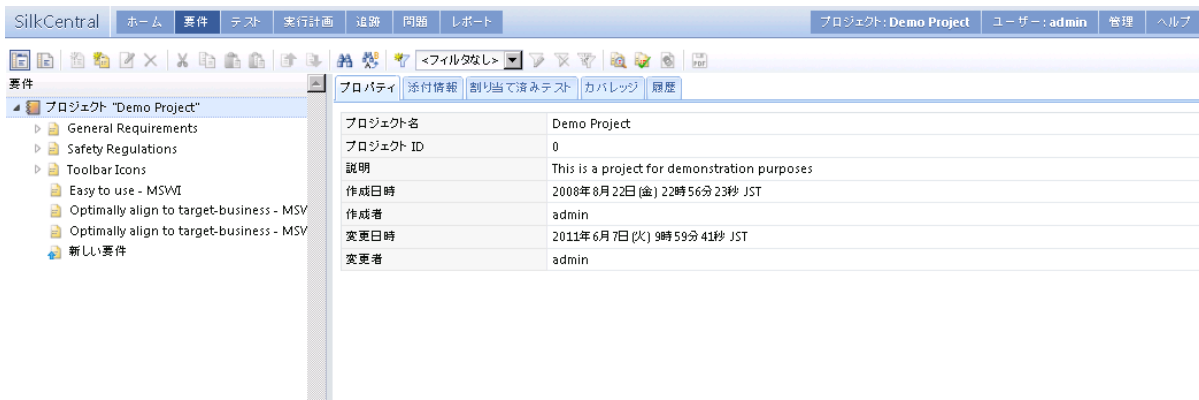 SilkCentral ホーム 要件 テスト 実行計画 追跡 問題 レポート プロジェクト: Demo Project ユーザー: admin 管理 ヘルプ
<フィルタなし>
要件
プロジェクト "Demo Project"
General Requirements
Safety Regulations
Toolbar Icons
Easy to use - MSWI
Optimally align to target-business - MSV
Optimally align to target-business - MSV
新しい要件
プロパティ 添付情報 割り当て済みテスト カバレッジ 履歴
プロジェクト名 Demo Project
プロジェクト ID 0
説明 This is a project for demonstration purposes
作成日時 2008年8月22日(金) 22時56分23秒 JST
作成者 admin
変更日時 2011年6月7日(火) 9時59分41秒 JST
変更者 admin